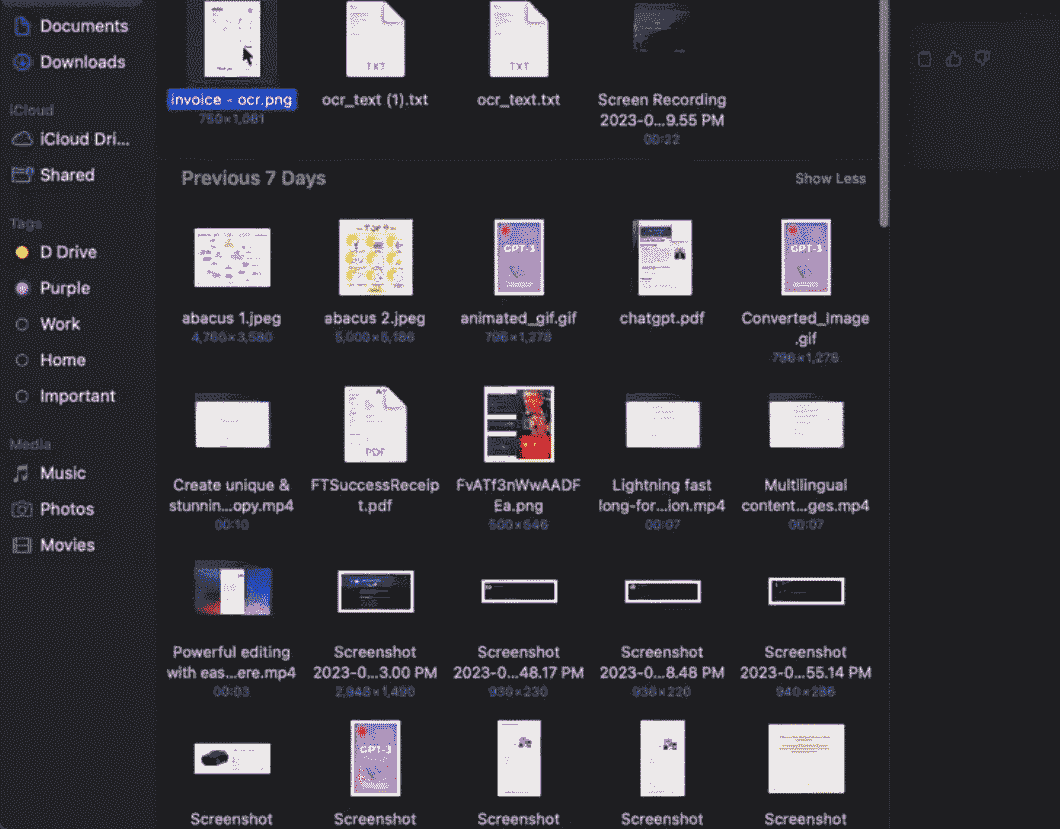 Documents
Downloads
iCloud
iCloud Dri...
Shared
Tags
D Drive
Purple
Work
Home
Important
Media
Music
Photos
Movies
TXT
TXT
invoice - ocr.png
750×1,061
ocr_text (1).txt
ocr_text.txt
Screen Recording
2023-0...9.55 PM
00:22
Previous 7 Days
Show Less
TOP
GPT-3
GPT-3
abacus 1.jpeg
4,760×3,580
abacus 2.jpeg
5,000×5,186
animated_gif.gif
796×1,278
chatgpt.pdf
Converted_Image
.gif
796×1,278
PDF
Create unique &
stunnin...opy.mp4
00:10
FTSuccessReceip
t.pdf
FvATf3nWwAADF
Ea.png
500×546
Lightning fast
long-for...ion.mp4
00:07
Multilingual
content...ges.mp4
00:07
Powerful editing
with eas...ere.mp4
00:03
Screenshot
2023-0...3.00 PM
2,948×1,490
Screenshot
2023-0...48.17 PM
Screenshot
2023-0...8.48 PM
936×220
Screenshot
2023-0...55.14 PM
GPT-3
Screenshot
Screenshot
Screenshot
Screenshot
Screenshot